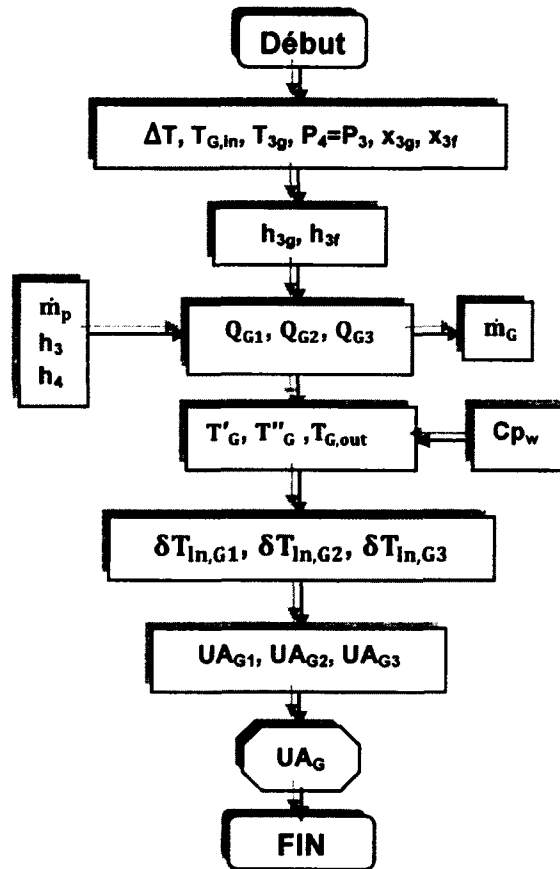 Début
ΔT, T_G,in, T_3g, P_4=P_3, x_3g, x_3f
h_3g, h_3f
ṁ_p
h_3
h_4
Q_G1, Q_G2, Q_G3
ṁ_G
T'_G, T''_G ,T_G,out
Cp_w
δT_ln,G1, δT_ln,G2, δT_ln,G3
UA_G1, UA_G2, UA_G3
UA_G
FIN